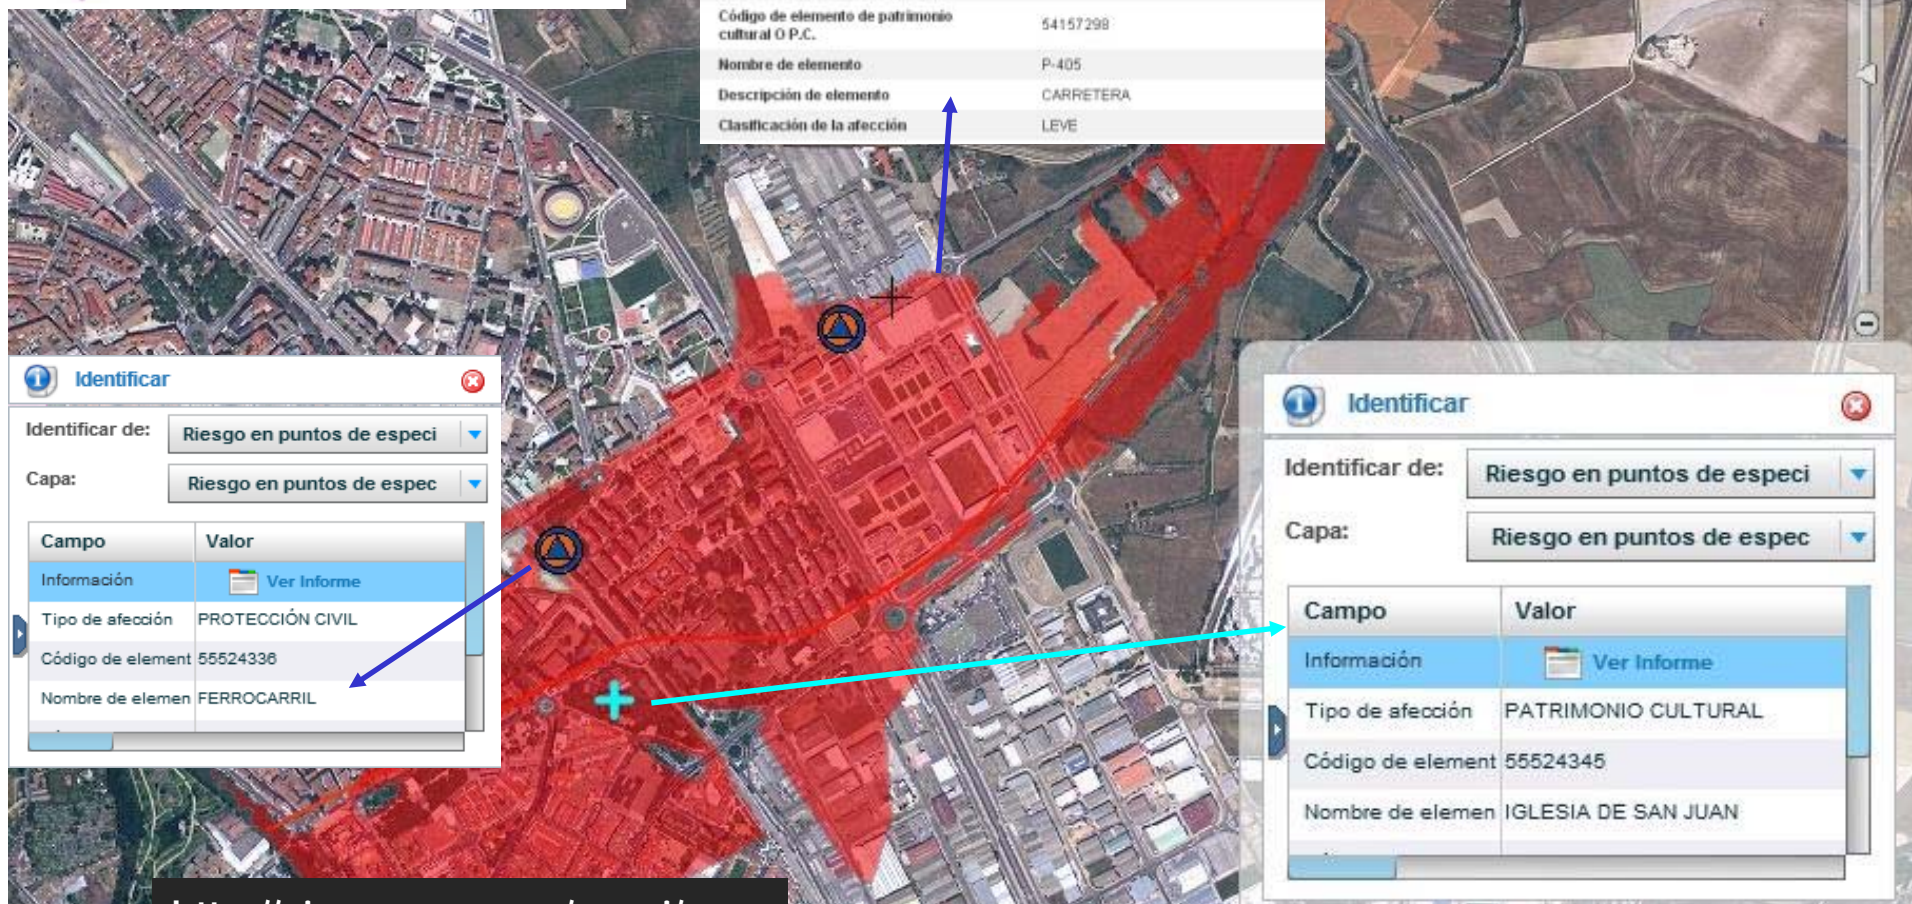 Código de elemento de patrimonio
cultural O P.C.
54157298
Nombre de elemento
P-405
Descripción de elemento
CARRETERA
Clasificación de la afección
LEVE
Identificar
Identificar de:
Riesgo en puntos de especi
Capa:
Riesgo en puntos de espec
Campo
Valor
Información
Ver Informe
Tipo de afección
PROTECCIÓN CIVIL
Código de element
55524336
Nombre de elemen
FERROCARRIL
Identificar
Identificar de:
Riesgo en puntos de especi
Capa:
Riesgo en puntos de espec
Campo
Valor
Información
Ver Informe
Tipo de afección
PATRIMONIO CULTURAL
Código de element
55524345
Nombre de elemen
IGLESIA DE SAN JUAN